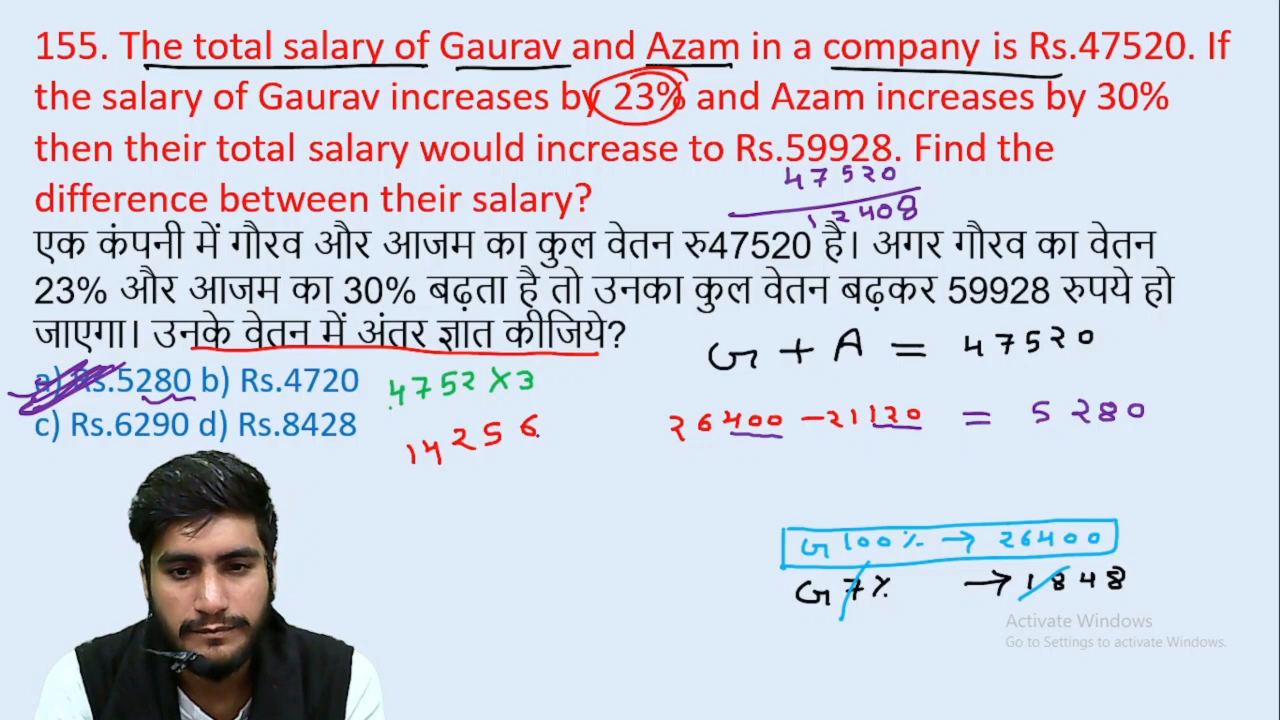 155. The total salary of Gaurav and Azam in a company is Rs.47520. If
the salary of Gaurav increases by 23% and Azam increases by 30%
then their total salary would increase to Rs.59928. Find the
difference between their salary?
47520
12408
एक कंपनी में गौरव और आजम का कुल वेतन रु47520 है। अगर गौरव का वेतन
23% और आजम का 30% बढ़ता है तो उनका कुल वेतन बढ़कर 59928 रुपये हो
जाएगा। उनके वेतन में अंतर ज्ञात कीजिये?
G + A = 47520
a) Rs.5280 b) Rs.4720
4752 X 3
c) Rs.6290 d) Rs.8428
14256
26400 - 21120 = 5280
G 100% → 26400
G 7% → 1848
Activate Windows
Go to Settings to activate Windows.